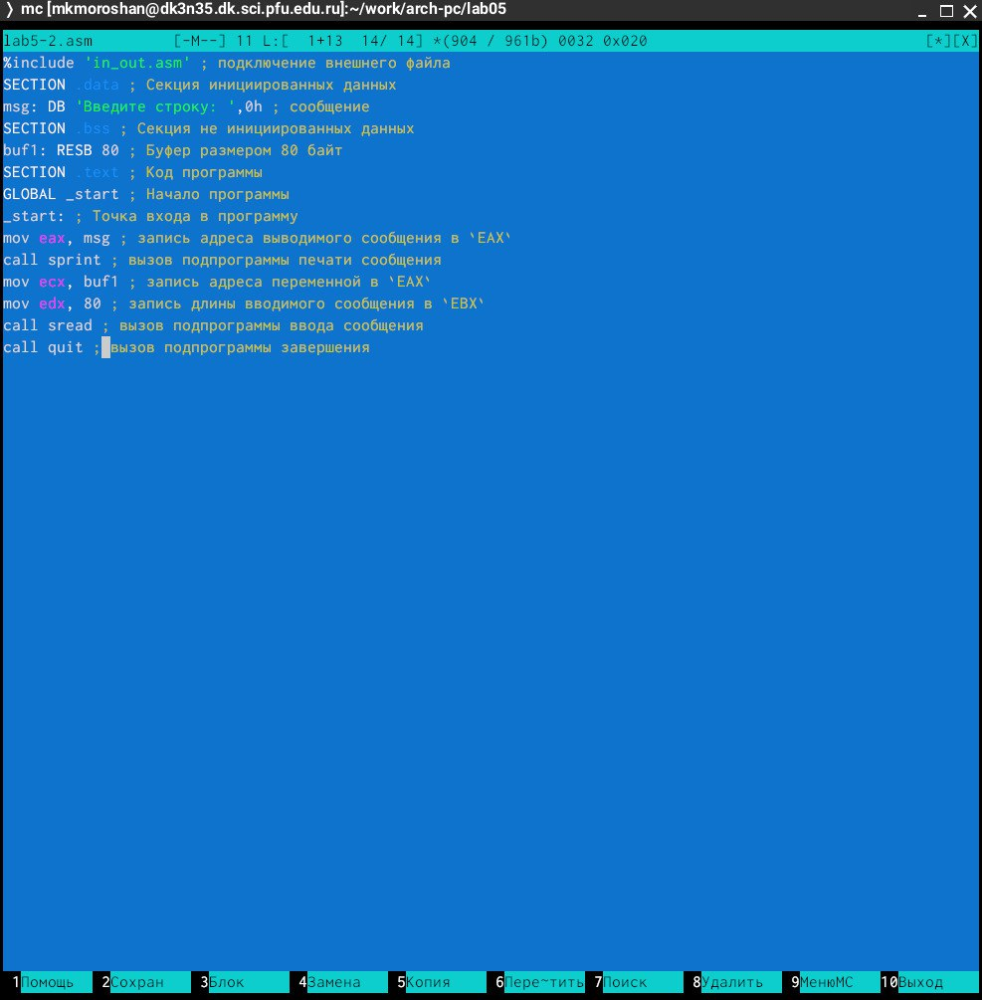 ⟩ mc [mkmoroshan@dk3n35.dk.sci.pfu.edu.ru]:~/work/arch-pc/lab05
lab5-2.asm [-M--] 11 L:[ 1+13 14/ 14] *(904 / 961b) 0032 0x020 [*][X]
%include 'in_out.asm' ; подключение внешнего файла
SECTION .data ; Секция инициированных данных
msg: DB 'Введите строку: ',0h ; сообщение
SECTION .bss ; Секция не инициированных данных
buf1: RESB 80 ; Буфер размером 80 байт
SECTION .text ; Код программы
GLOBAL _start ; Начало программы
_start: ; Точка входа в программу
mov eax, msg ; запись адреса выводимого сообщения в `EAX`
call sprint ; вызов подпрограммы печати сообщения
mov ecx, buf1 ; запись адреса переменной в `EAX`
mov edx, 80 ; запись длины вводимого сообщения в `EBX`
call sread ; вызов подпрограммы ввода сообщения
call quit ; вызов подпрограммы завершения
1Помощь 2Сохран 3Блок 4Замена 5Копия 6Пере~тить 7Поиск 8Удалить 9МенюMC 10Выход